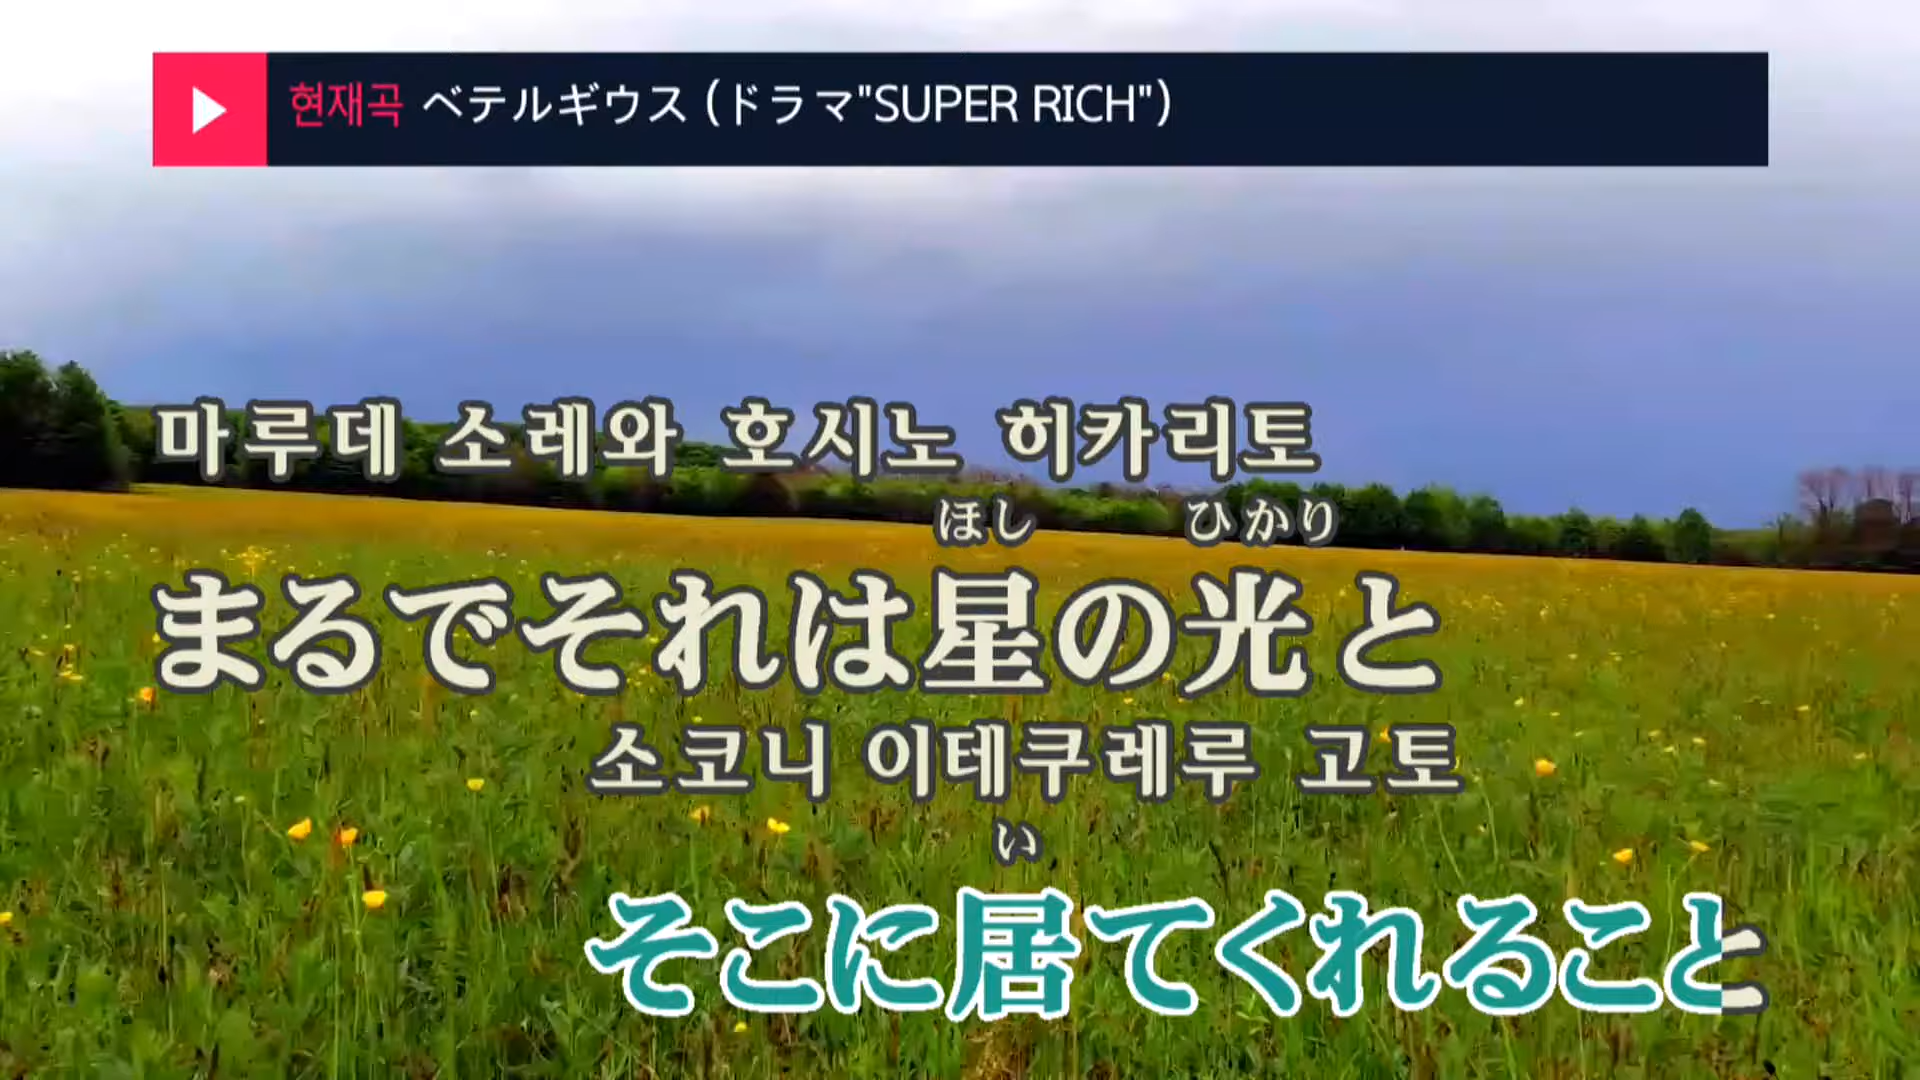 현재곡 ベテルギウス (ドラマ"SUPER RICH")
마루데 소레와 호시노 히카리토
ほし ひかり
まるでそれは星の光と
소코니 이테쿠레루 고토
い
そこに居てくれること